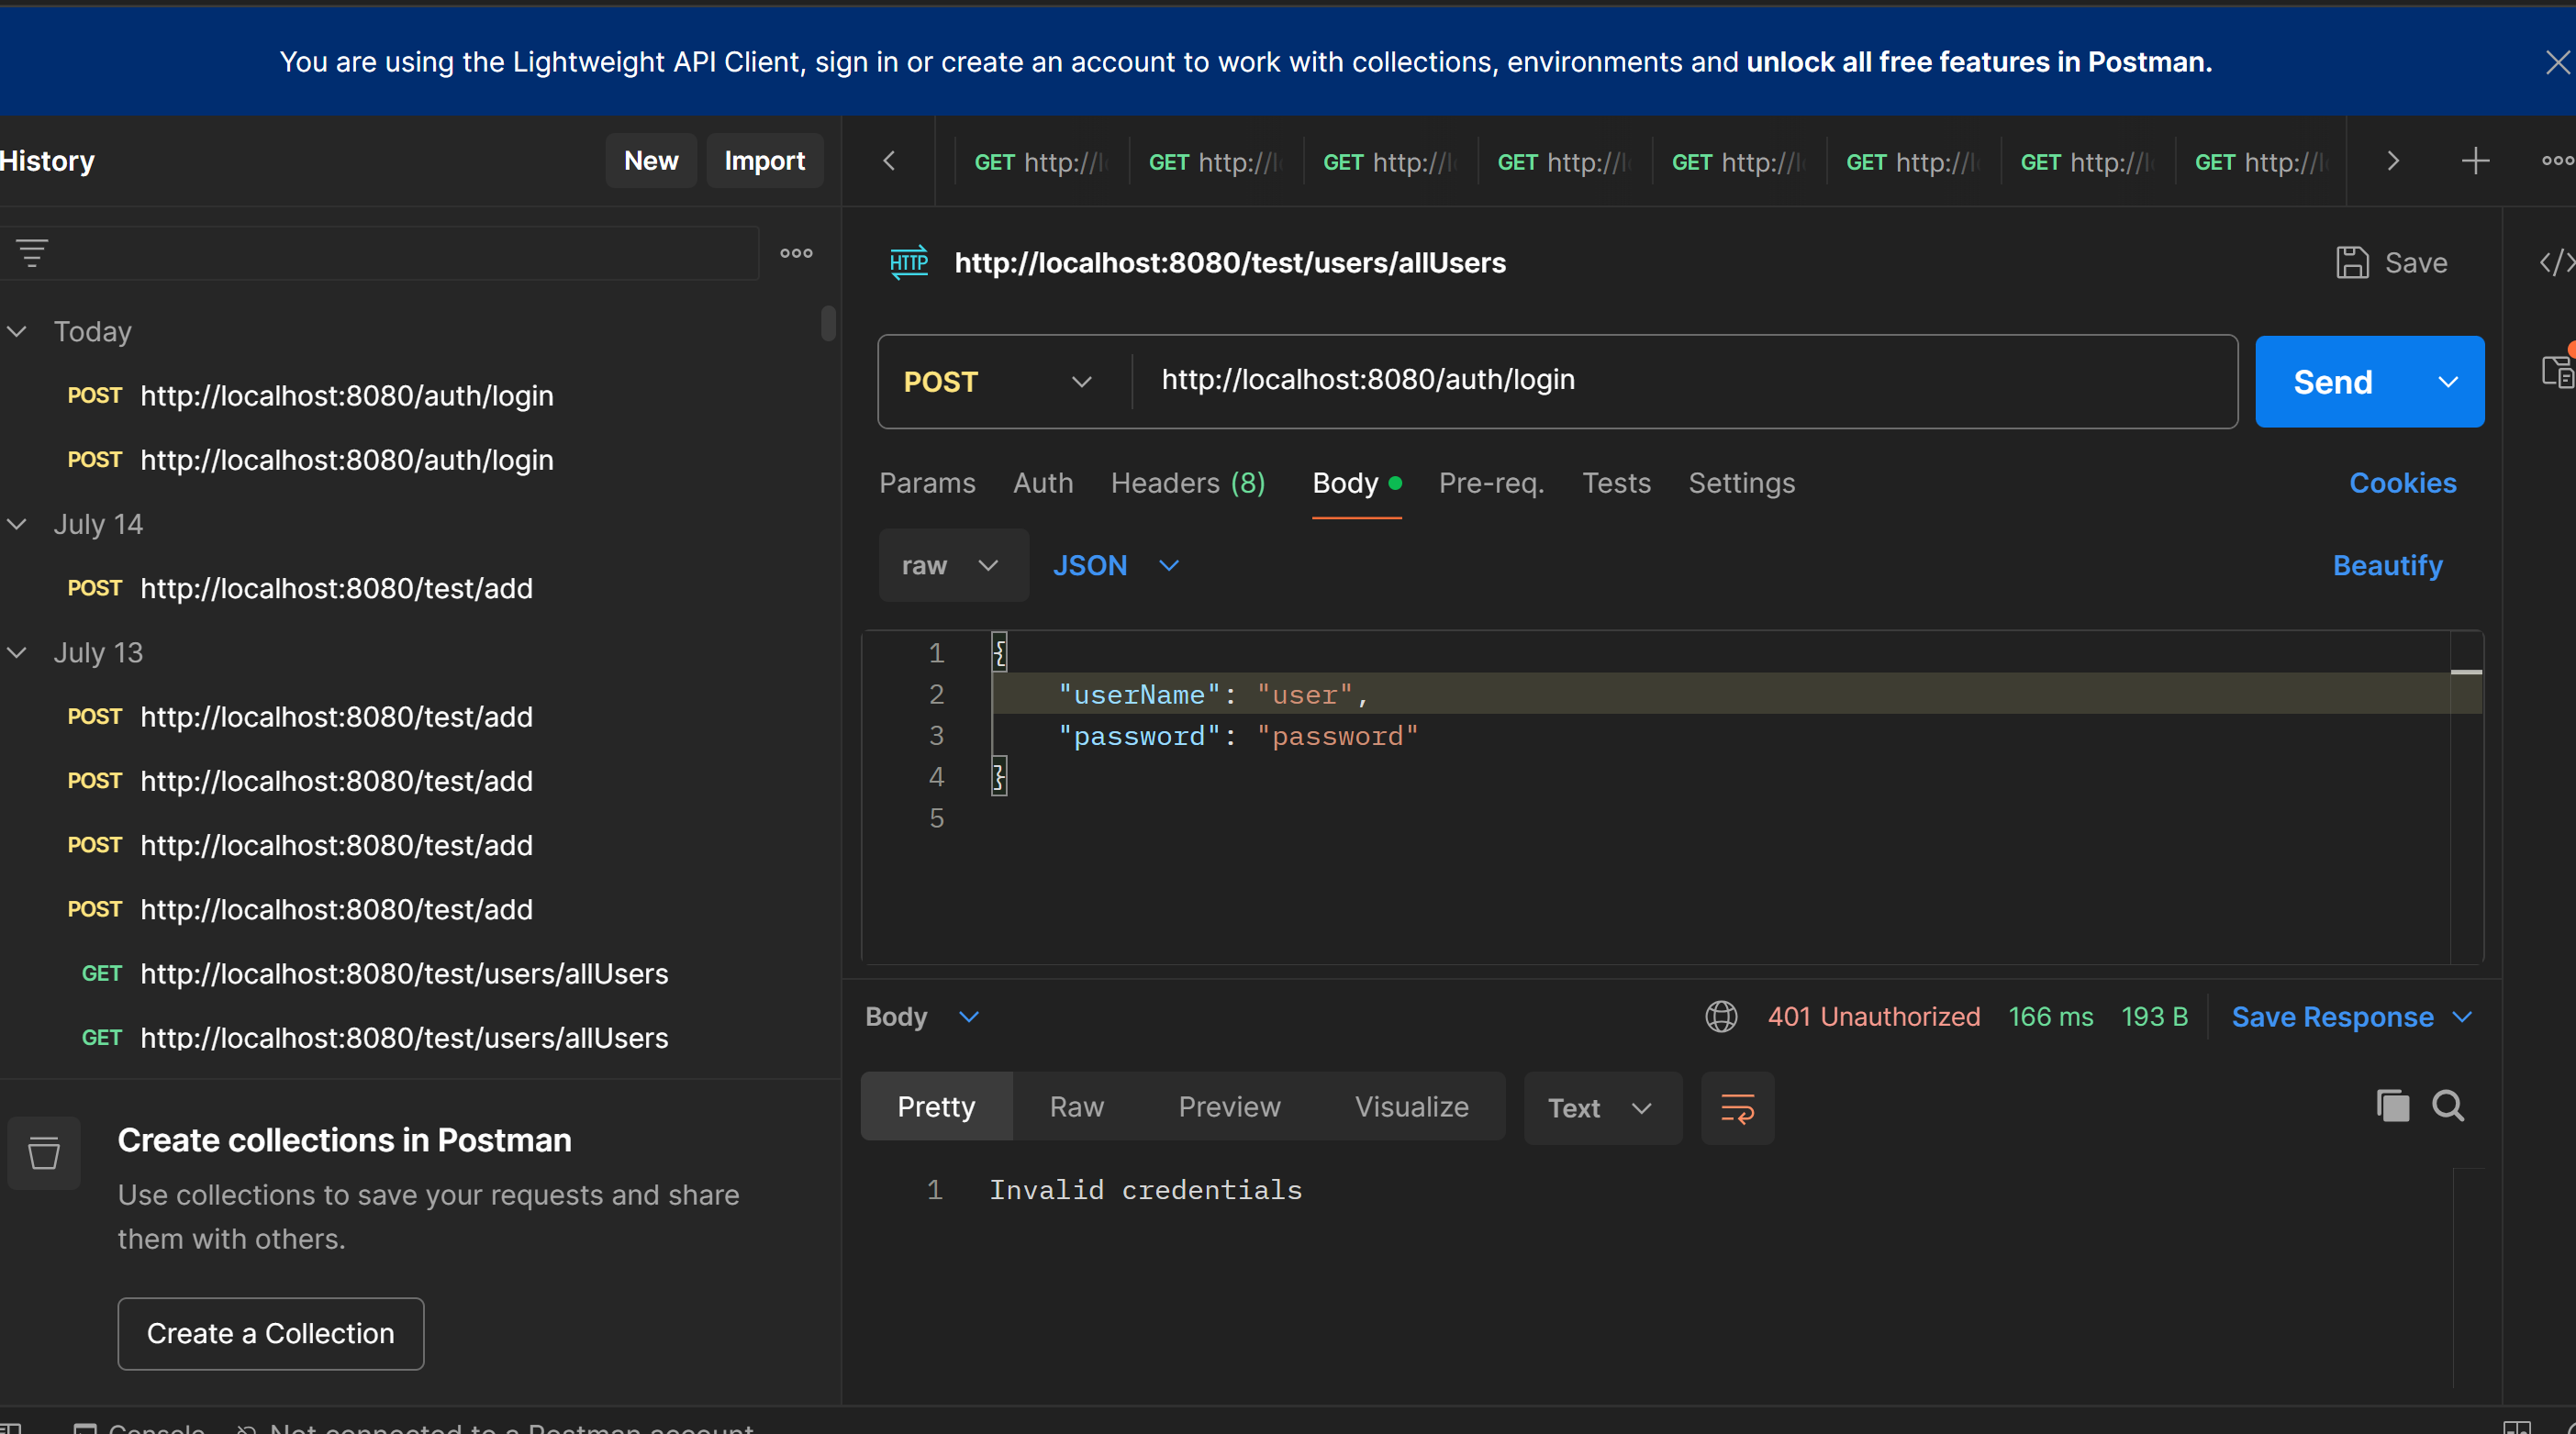 You are using the Lightweight API Client, sign in or create an account to work with collections, environments and unlock all free features in Postman.
History
New
Import
GET http://l
GET http://l
GET http://l
GET http://l
GET http://l
GET http://l
GET http://l
GET http://l
Today
POST http://localhost:8080/auth/login
POST http://localhost:8080/auth/login
July 14
POST http://localhost:8080/test/add
July 13
POST http://localhost:8080/test/add
POST http://localhost:8080/test/add
POST http://localhost:8080/test/add
POST http://localhost:8080/test/add
GET http://localhost:8080/test/users/allUsers
GET http://localhost:8080/test/users/allUsers
Create collections in Postman
Use collections to save your requests and share
them with others.
Create a Collection
HTTP http://localhost:8080/test/users/allUsers
Save
POST http://localhost:8080/auth/login
Send
Params Auth Headers (8) Body Pre-req. Tests Settings Cookies
raw JSON Beautify
1 {
2 "userName": "user",
3 "password": "password"
4 }
5
Body 401 Unauthorized 166 ms 193 B Save Response
Pretty Raw Preview Visualize Text
1 Invalid credentials
Console Not connected to a Postman account